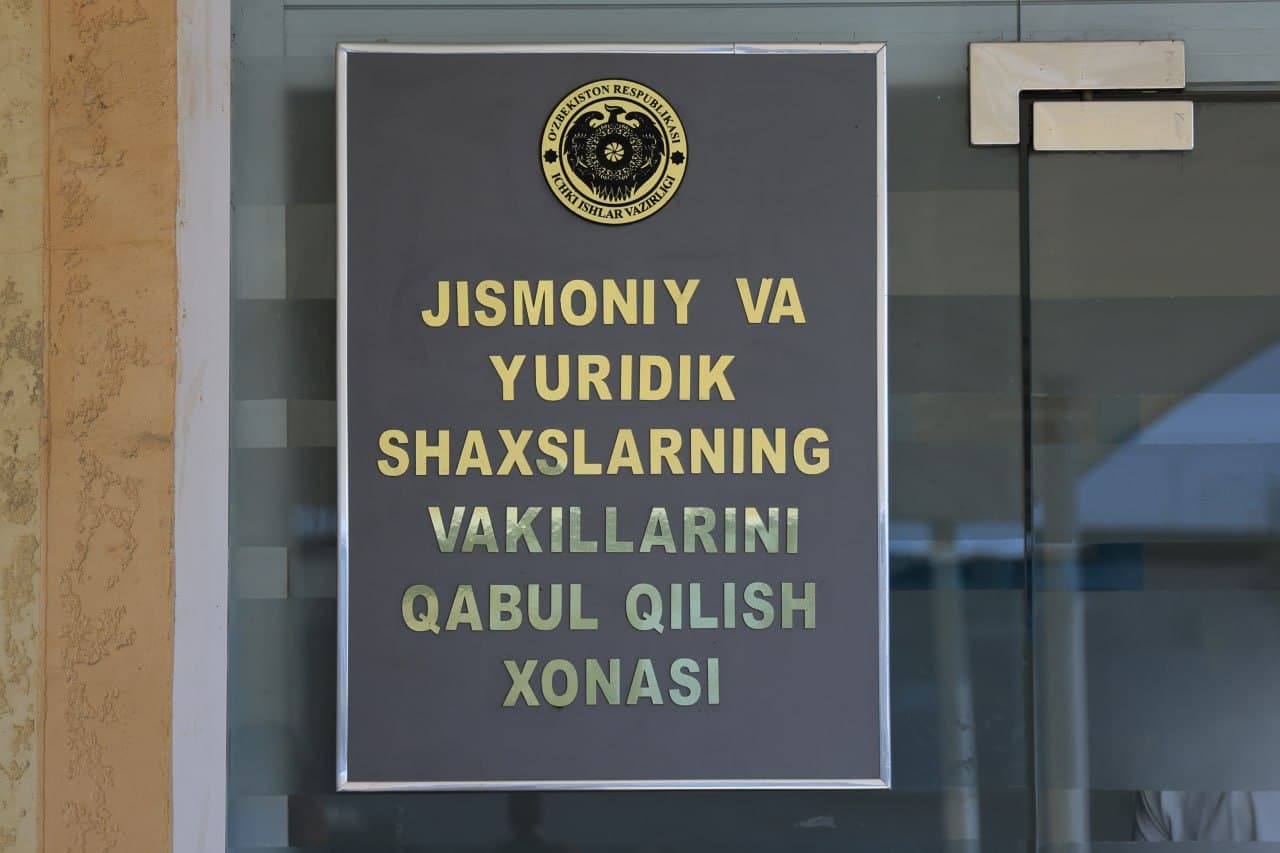 O'ZBEKISTON RESPUBLIKASI
ICHKI ISHLAR VAZIRLIGI
JISMONIY VA
YURIDIK
SHAXSLARNING
VAKILLARINI
QABUL QILISH
XONASI